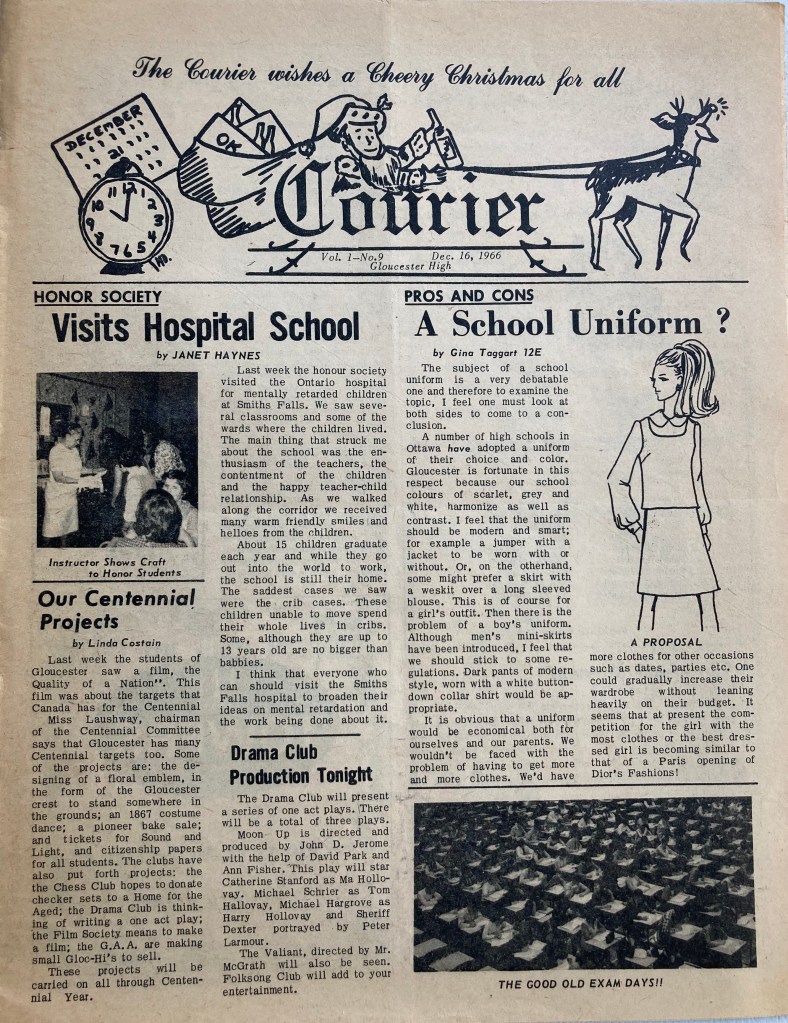 The Courier wishes a Cheery Christmas for all
DECEMBER
21
OK
12
1
2
3
4
5
6
7
8
9
10
11
Courier
Vol. 1—No.9 Dec. 16, 1966
Gloucester High
HONOR SOCIETY
Visits Hospital School
by JANET HAYNES
Instructor Shows Craft
to Honor Students
Last week the honour society
visited the Ontario hospital
for mentally retarded children
at Smiths Falls. We saw seve-
ral classrooms and some of the
wards where the children lived.
The main thing that struck me
about the school was the en-
thusiasm of the teachers, the
contentment of the children
and the happy teacher-child
relationship. As we walked
along the corridor we received
many warm friendly smiles and
helloes from the children.
About 15 children graduate
each year and while they go
out into the world to work,
the school is still their home.
The saddest cases we saw
were the crib cases. These
children unable to move spend
their whole lives in cribs.
Some, although they are up to
13 years old are no bigger than
babbies.
I think that everyone who
can should visit the Smiths
Falls hospital to broaden their
ideas on mental retardation and
the work being done about it.
Our Centennial
Projects
by Linda Costain
Last week the students of
Gloucester saw a film, the
Quality of a Nation". This
film was about the targets that
Canada has for the Centennial
Miss Laushway, chairman
of the Centennial Committee
says that Gloucester has many
Centennial targets too. Some
of the projects are: the de-
signing of a floral emblem, in
the form of the Gloucester
crest to stand somewhere in
the grounds; an 1867 costume
dance; a pioneer bake sale;
and tickets for Sound and
Light, and citizenship papers
for all students. The clubs have
also put forth projects: the
the Chess Club hopes to donate
checker sets to a Home for the
Aged; the Drama Club is think-
ing of writing a one act play;
the Film Society means to make
a film; the G.A.A. are making
small Gloc-Hi's to sell.
These projects will be
carried on all through Centen-
nial Year.
Drama Club
Production Tonight
The Drama Club will present
a series of one act plays. There
will be a total of three plays.
Moon Up is directed and
produced by John D. Jerome
with the help of David Park and
Ann Fisher. This play will star
Catherine Stanford as Ma Hollo-
vay. Michael Schrier as Tom
Hallovay, Michael Hargrove as
Harry Hollovay and Sheriff
Dexter portrayed by Peter
Larmour.
The Valiant, directed by Mr.
McGrath will also be seen.
Folksong Club will add to your
entertainment.
PROS AND CONS
A School Uniform ?
by Gina Taggart 12E
The subject of a school
uniform is a very debatable
one and therefore to examine the
topic, I feel one must look at
both sides to come to a con-
clusion.
A number of high schools in
Ottawa have adopted a uniform
of their choice and color.
Gloucester is fortunate in this
respect because our school
colours of scarlet, grey and
white, harmonize as well as
contrast. I feel that the uniform
should be modern and smart;
for example a jumper with a
jacket to be worn with or
without. Or, on the otherhand,
some might prefer a skirt with
a weskit over a long sleeved
blouse. This is of course for
a girl's outfit. Then there is the
problem of a boy's uniform.
Although men's mini-skirts
have been introduced, I feel that
we should stick to some re-
gulations. Dark pants of modern
style, worn with a white button-
down collar shirt would be ap-
propriate.
It is obvious that a uniform
would be economical both for
ourselves and our parents. We
wouldn't be faced with the
problem of having to get more
and more clothes. We'd have
A PROPOSAL
more clothes for other occasions
such as dates, parties etc. One
could gradually increase their
wardrobe without leaning
heavily on their budget. It
seems that at present the com-
petition for the girl with the
most clothes or the best dres-
sed girl is becoming similar to
that of a Paris opening of
Dior's Fashions!
THE GOOD OLD EXAM DAYS!!